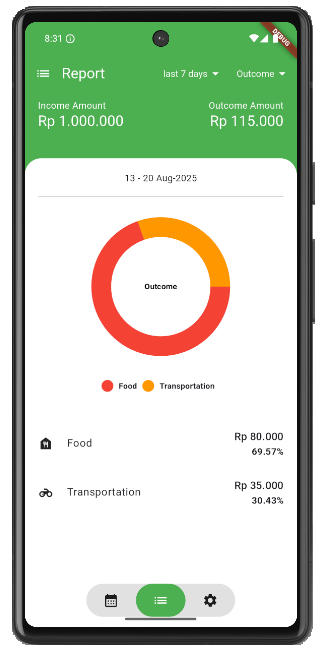 8:31
DEBUG
Report
last 7 days
Outcome
Income Amount
Outcome Amount
Rp 1.000.000
Rp 115.000
13 - 20 Aug-2025
Outcome
Food
Transportation
Food
Rp 80.000
69.57%
Transportation
Rp 35.000
30.43%